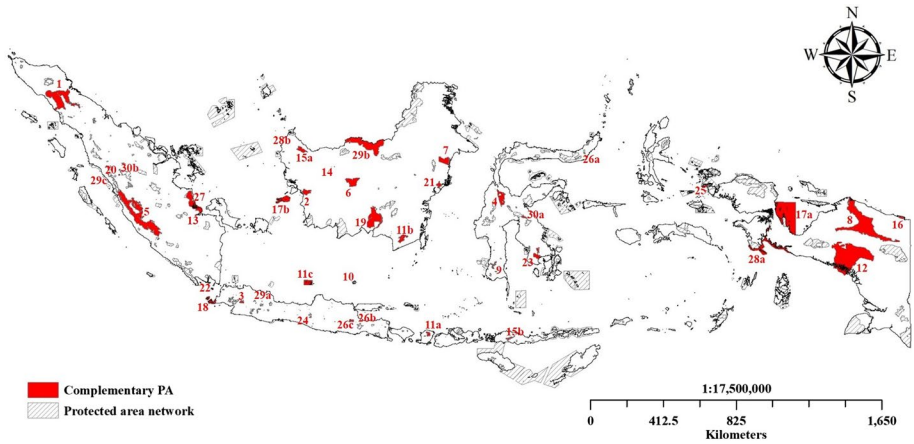 N
W E
S
1
7
28b
15a
29b
26a
14
20 30b
29c
6
21
27
2
25
17a
8
16
5
13
17b
19
4
30a
11b
23
28a
12
9
11c
10
22
3 29a
18
24
26b
26c
11a
15b
Complementary PA
Protected area network
1:17,500,000
0 412.5 825 1,650
Kilometers